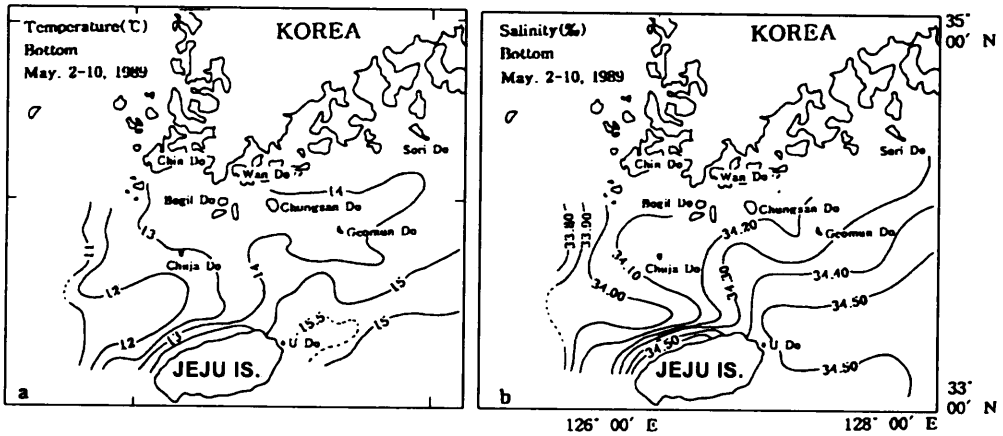 Temperature(℃)
Bottom
May. 2-10, 1989
KOREA
Sori Do
Chin Do
Wan Do
14
Bogil Do
Chungsan Do
Geomun Do
11
13
Chuja Do
14
12
15
15.5
15
12
13
U Do
JEJU IS.
a
Salinity(‰)
Bottom
May. 2-10, 1989
KOREA
35°
00' N
Sori Do
Chin Do
Wan Do
Bogil Do
Chungsan Do
33.80
33.90
34.20
Geomun Do
34.10
Chuja Do
34.30
34.40
34.00
34.50
34.50
U Do
JEJU IS.
34.50
b
33°
00' N
126° 00' E
128° 00' E